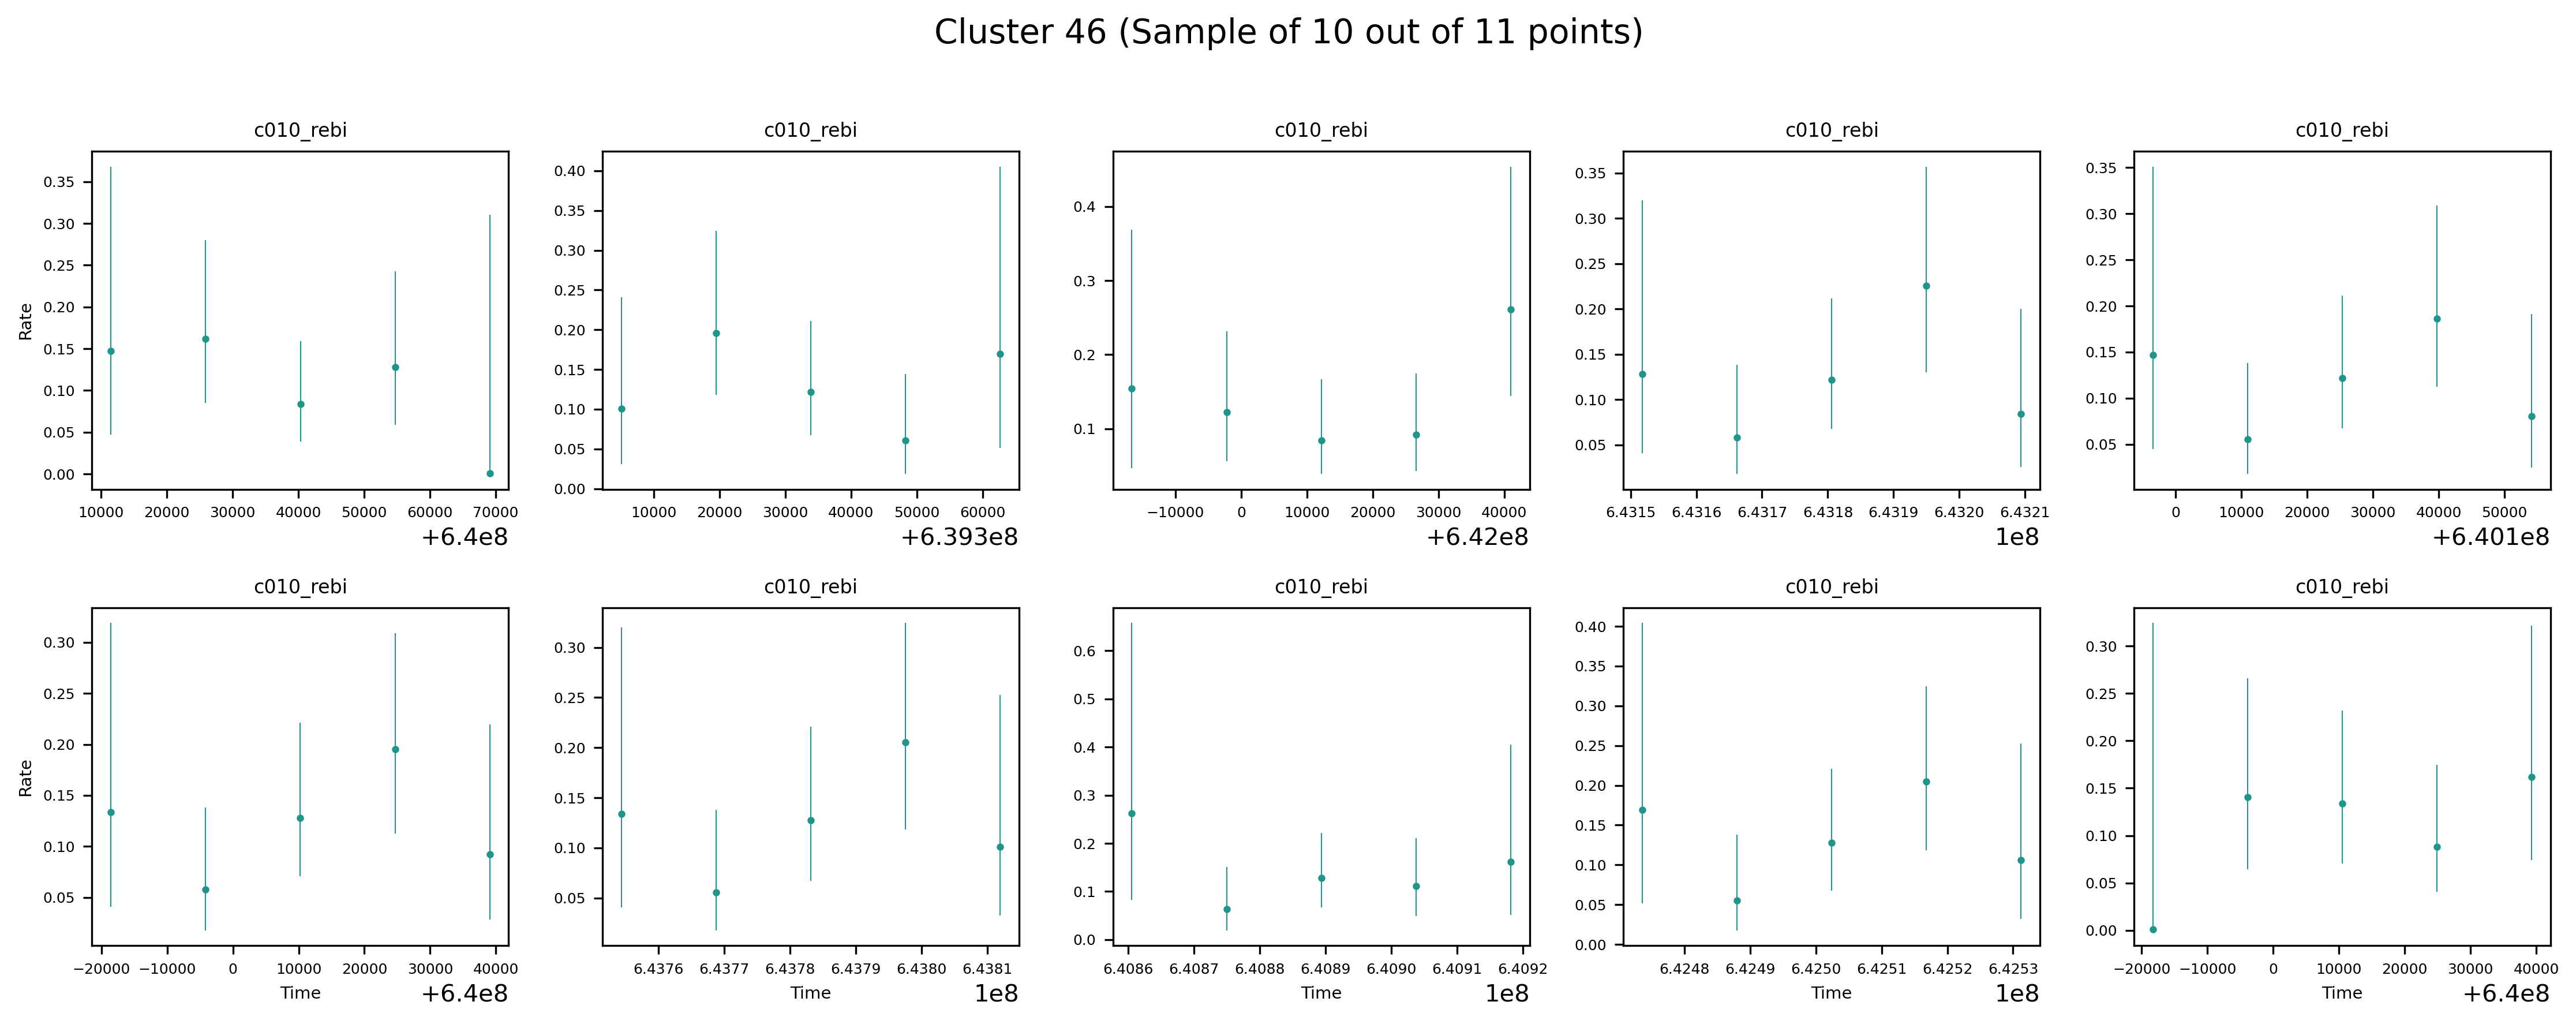 Cluster 46 (Sample of 10 out of 11 points)
c010_rebi c010_rebi c010_rebi c010_rebi c010_rebi
Rate
0.35 0.30 0.25 0.20 0.15 0.10 0.05 0.00
10000 20000 30000 40000 50000 60000 70000
+6.4e8
0.40 0.35 0.30 0.25 0.20 0.15 0.10 0.05 0.00
10000 20000 30000 40000 50000 60000
+6.393e8
0.4 0.3 0.2 0.1
−10000 0 10000 20000 30000 40000
+6.42e8
0.35 0.30 0.25 0.20 0.15 0.10 0.05
6.4315 6.4316 6.4317 6.4318 6.4319 6.4320 6.4321
1e8
0.35 0.30 0.25 0.20 0.15 0.10 0.05
0 10000 20000 30000 40000 50000
+6.401e8
c010_rebi c010_rebi c010_rebi c010_rebi c010_rebi
Rate
0.30 0.25 0.20 0.15 0.10 0.05
−20000 −10000 0 10000 20000 30000 40000
Time +6.4e8
0.30 0.25 0.20 0.15 0.10 0.05
6.4376 6.4377 6.4378 6.4379 6.4380 6.4381
Time 1e8
0.6 0.5 0.4 0.3 0.2 0.1 0.0
6.4086 6.4087 6.4088 6.4089 6.4090 6.4091 6.4092
Time 1e8
0.40 0.35 0.30 0.25 0.20 0.15 0.10 0.05 0.00
6.4248 6.4249 6.4250 6.4251 6.4252 6.4253
Time 1e8
0.30 0.25 0.20 0.15 0.10 0.05 0.00
−20000 −10000 0 10000 20000 30000 40000
Time +6.4e8